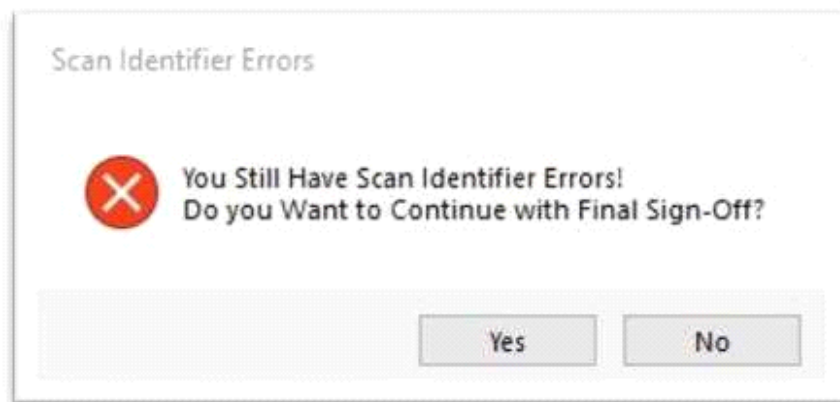 Scan Identifier Errors
You Still Have Scan Identifier Errors!
Do you Want to Continue with Final Sign-Off?
Yes
No